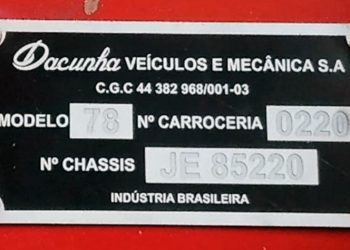 Dacunha VEÍCULOS E MECÂNICA S.A
C.G.C 44 382 968/001-03
MODELO 78 Nº CARROCERIA 0220
Nº CHASSIS JE 85220
INDÚSTRIA BRASILEIRA